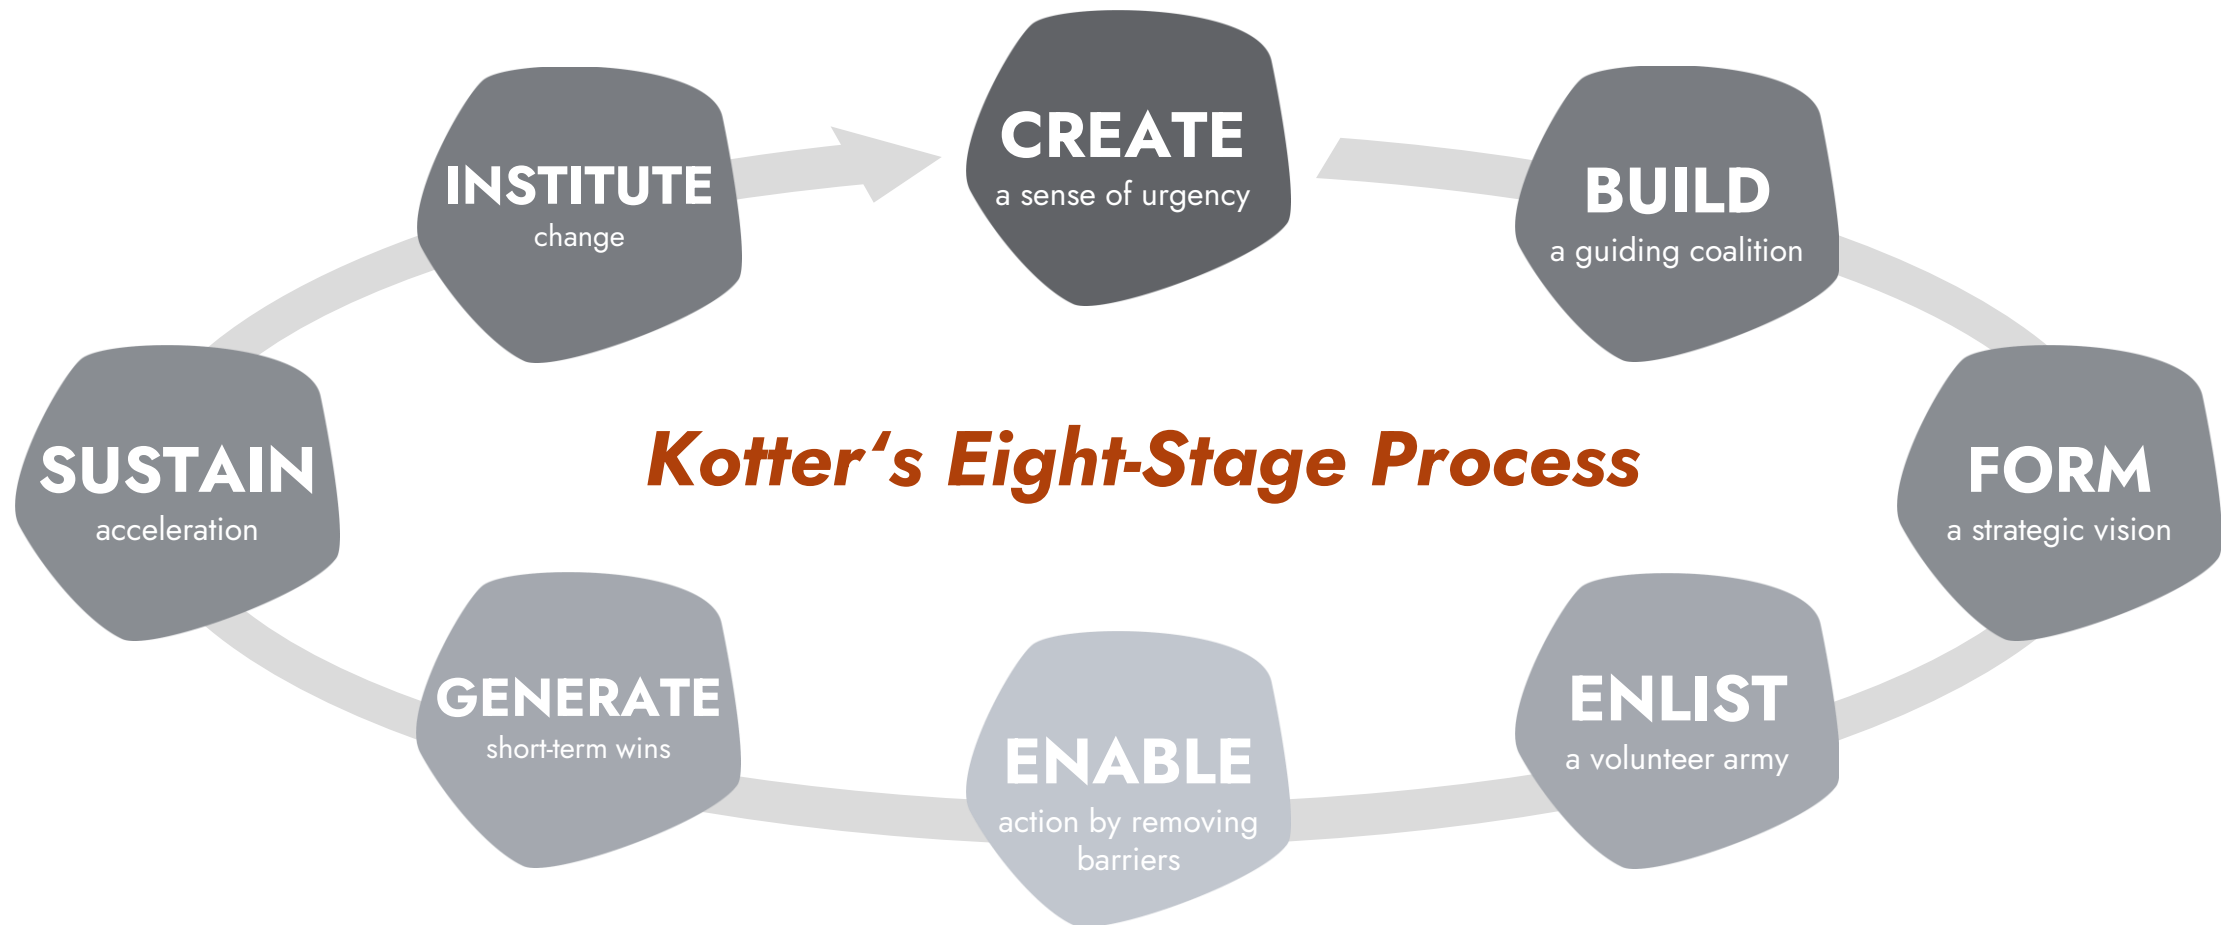 CREATE
a sense of urgency
BUILD
a guiding coalition
FORM
a strategic vision
ENLIST
a volunteer army
ENABLE
action by removing
barriers
GENERATE
short-term wins
SUSTAIN
acceleration
INSTITUTE
change
Kotter‘s Eight-Stage Process